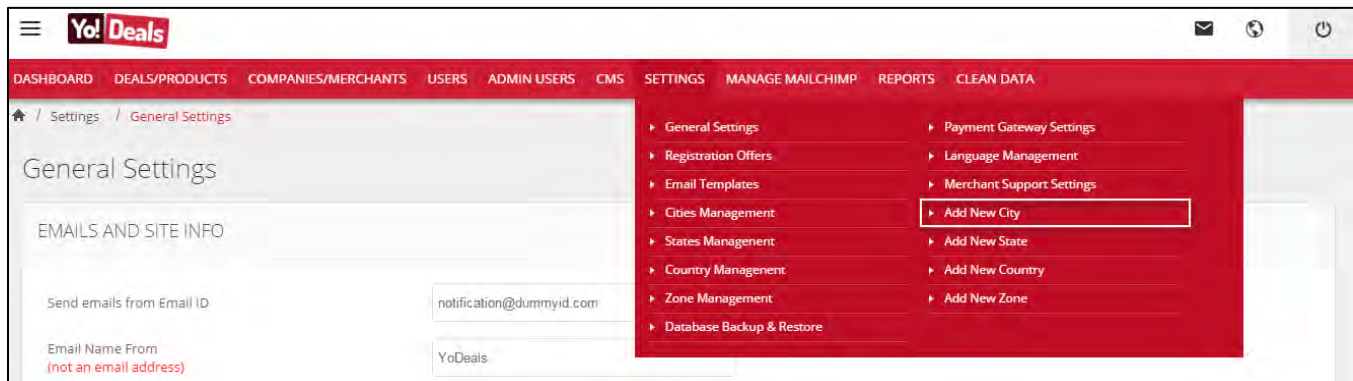 Yo! Deals
DASHBOARD DEALS/PRODUCTS COMPANIES/MERCHANTS USERS ADMIN USERS CMS SETTINGS MANAGE MAILCHIMP REPORTS CLEAN DATA
/ Settings / General Settings
General Settings
EMAILS AND SITE INFO
Send emails from Email ID notification@dummyid.com
Email Name From YoDeals
(not an email address)
General Settings
Registration Offers
Email Templates
Cities Management
States Management
Country Management
Zone Management
Database Backup & Restore
Payment Gateway Settings
Language Management
Merchant Support Settings
Add New City
Add New State
Add New Country
Add New Zone